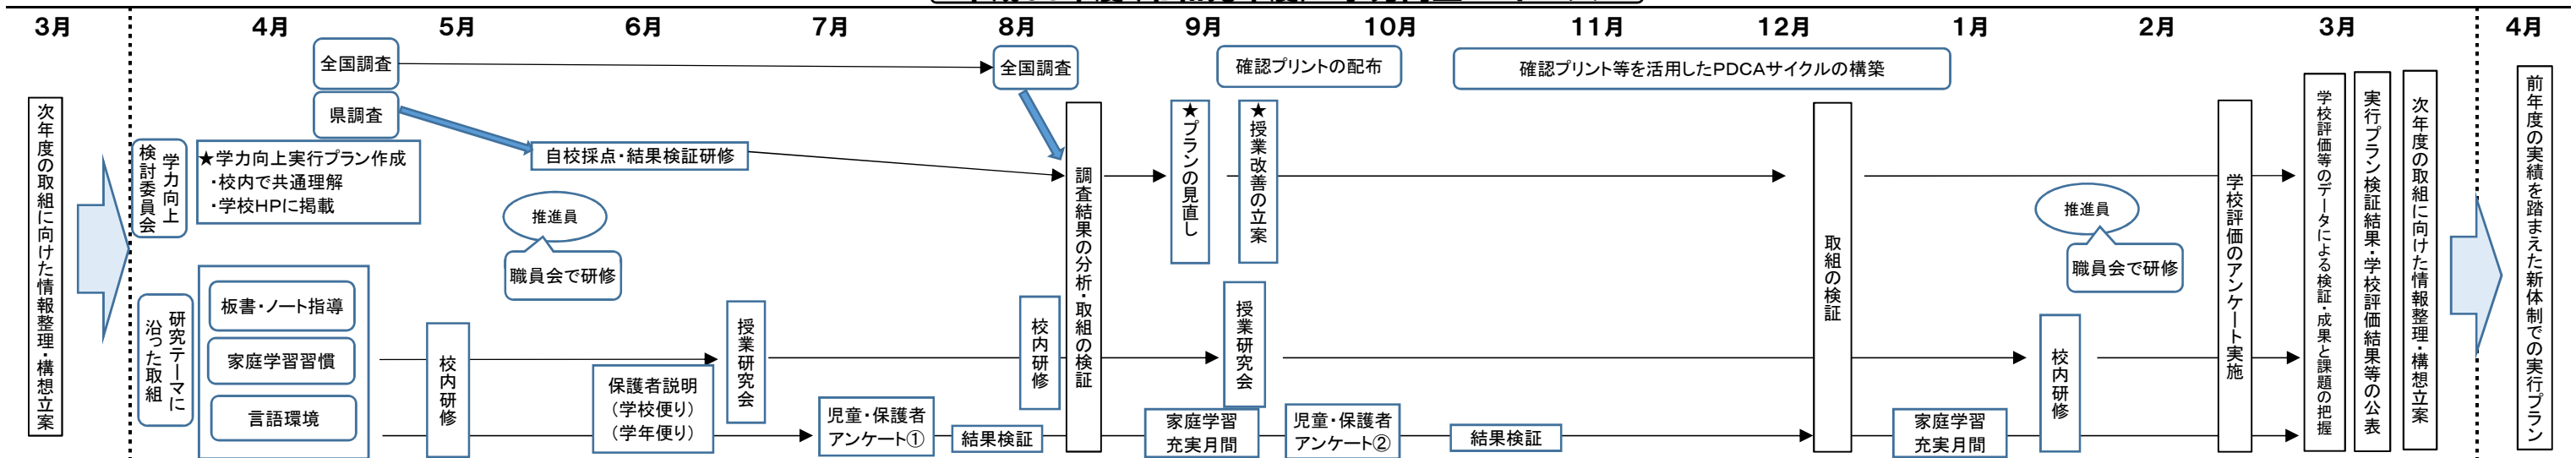 3月
4月
5月
6月
7月
8月
9月
10月
11月
12月
1月
2月
3月
4月
全国調査
全国調査
確認プリントの配布
確認プリント等を活用したPDCAサイクルの構築
県調査
次年度の取組に向けた情報整理・構想立案
学力向上
検討委員会
★学力向上実行プラン作成
・校内で共通理解
・学校HPに掲載
自校採点・結果検証研修
推進員
職員会で研修
調査結果の分析・取組の検証
★プランの見直し
★授業改善の立案
取組の検証
推進員
職員会で研修
学校評価のアンケート実施
学校評価等のデータによる検証・成果と課題の把握
実行プラン検証結果・学校評価結果等の公表
次年度の取組に向けた情報整理・構想立案
前年度の実績を踏まえた新体制での実行プラン
研究テーマに
沿った取組
板書・ノート指導
家庭学習習慣
言語環境
校内研修
保護者説明
(学校便り)
(学年便り)
授業研究会
児童・保護者
アンケート①
結果検証
校内研修
授業研究会
家庭学習
充実月間
児童・保護者
アンケート②
結果検証
家庭学習
充実月間
校内研修